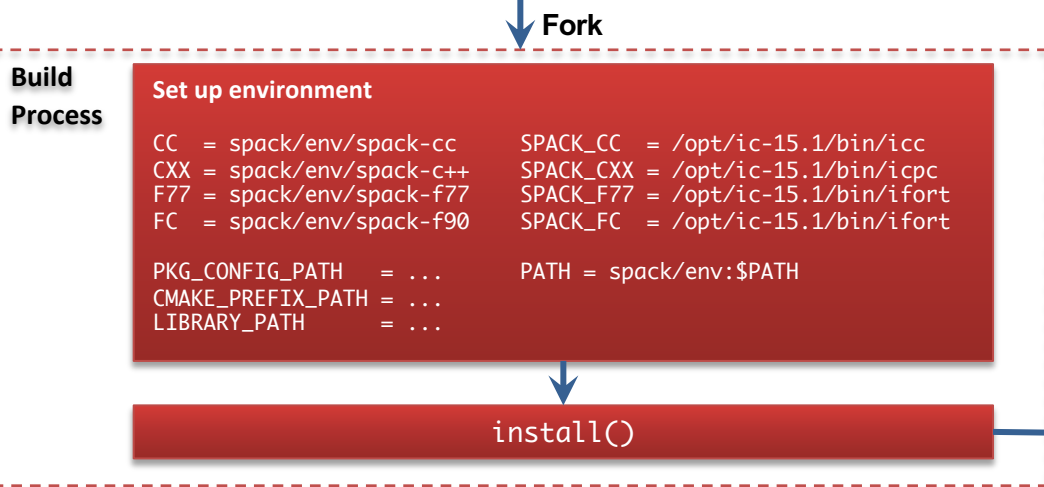 Fork
Build
Process
Set up environment
CC  = spack/env/spack-cc    SPACK_CC  = /opt/ic-15.1/bin/icc
CXX = spack/env/spack-c++   SPACK_CXX = /opt/ic-15.1/bin/icpc
F77 = spack/env/spack-f77   SPACK_F77 = /opt/ic-15.1/bin/ifort
FC  = spack/env/spack-f90   SPACK_FC  = /opt/ic-15.1/bin/ifort
PKG_CONFIG_PATH   = ...     PATH = spack/env:$PATH
CMAKE_PREFIX_PATH = ...
LIBRARY_PATH      = ...
install()